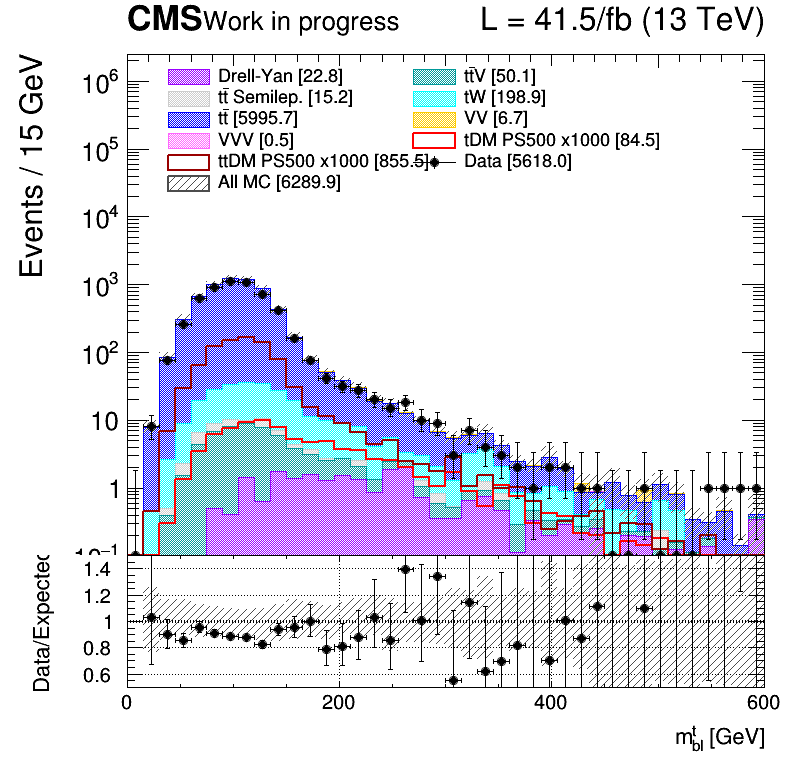 CMS Work in progress L = 41.5/fb (13 TeV)
Events / 15 GeV
10⁶
10⁵
10⁴
10³
10²
10
1
10⁻¹
Drell-Yan [22.8] tt̄V [50.1]
tt̄ Semilep. [15.2] tW [198.9]
tt̄ [5995.7] VV [6.7]
VVV [0.5] tDM PS500 x1000 [84.5]
ttDM PS500 x1000 [855.5] Data [5618.0]
All MC [6289.9]
Data/Expected
1.4
1.2
1
0.8
0.6
0 200 400 600
m^t_bl [GeV]